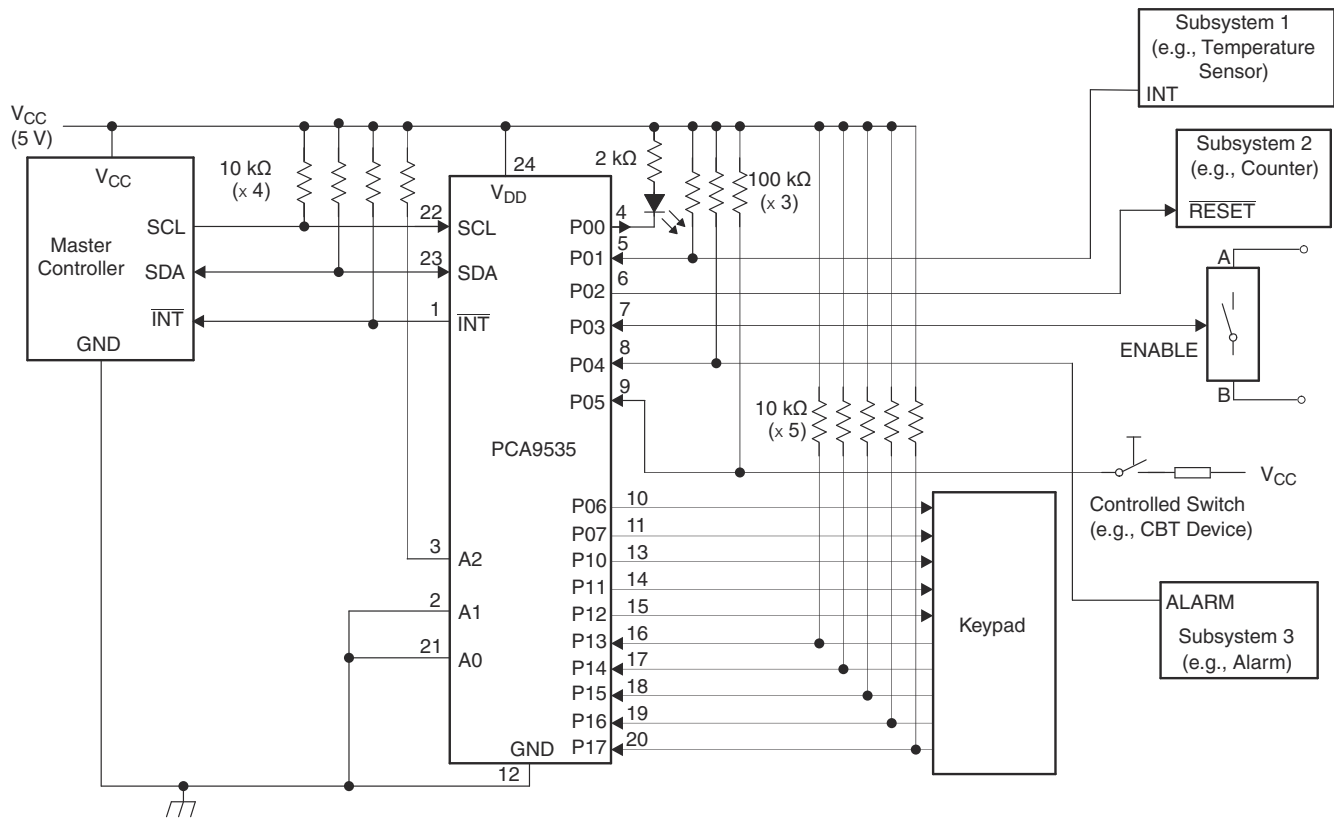 Subsystem 1
(e.g., Temperature
Sensor)
INT
V_CC
(5 V)
Subsystem 2
(e.g., Counter)
RESET
V_CC
SCL
Master
Controller
SDA
INT
GND
10 kΩ
(x 4)
24
V_DD
22
SCL
23
SDA
1
INT
PCA9535
3
A2
2
A1
21
A0
GND
12
2 kΩ
100 kΩ
(x 3)
4
P00
5
P01
6
P02
7
P03
8
P04
9
P05
10 kΩ
(x 5)
A
ENABLE
B
V_CC
Controlled Switch
(e.g., CBT Device)
P06
10
P07
11
P10
13
P11
14
P12
15
P13
16
P14
17
P15
18
P16
19
P17
20
Keypad
ALARM
Subsystem 3
(e.g., Alarm)